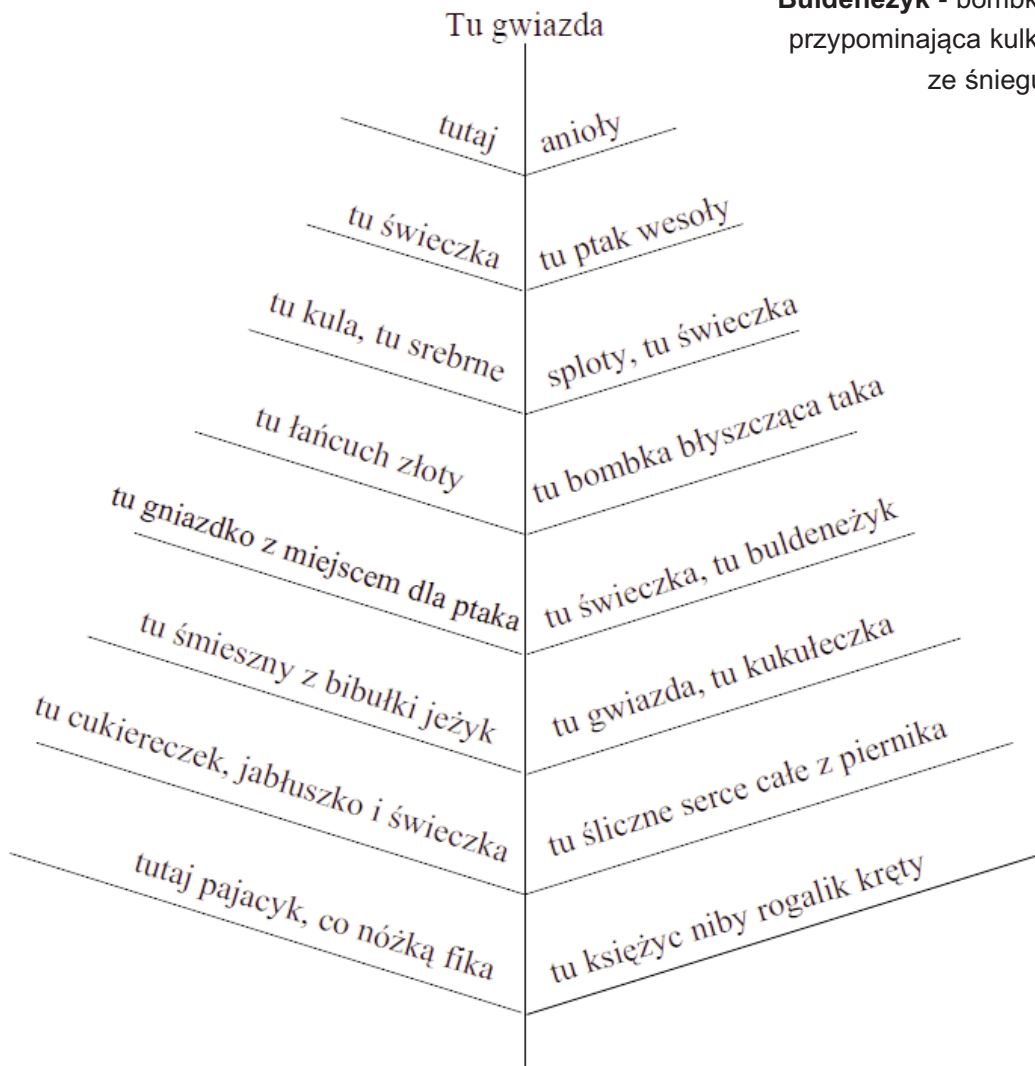 Tu gwiazda
Buldeneżyk - bombk
przypominająca kulk
ze śniegu
tutaj
anioły
tu świeczka
tu ptak wesoły
tu kula, tu srebrne
sploty, tu świeczka
tu łańcuch złoty
tu bombka błyszcząca taka
tu gniazdko z miejscem dla ptaka
tu świeczka, tu buldeneżyk
tu śmieszny z bibułki jeżyk
tu gwiazda, tu kukułeczka
tu cukiereczek, jabłuszko i świeczka
tu śliczne serce całe z piernika
tutaj pajacyk, co nóżką fika
tu księżyc niby rogalik kręty